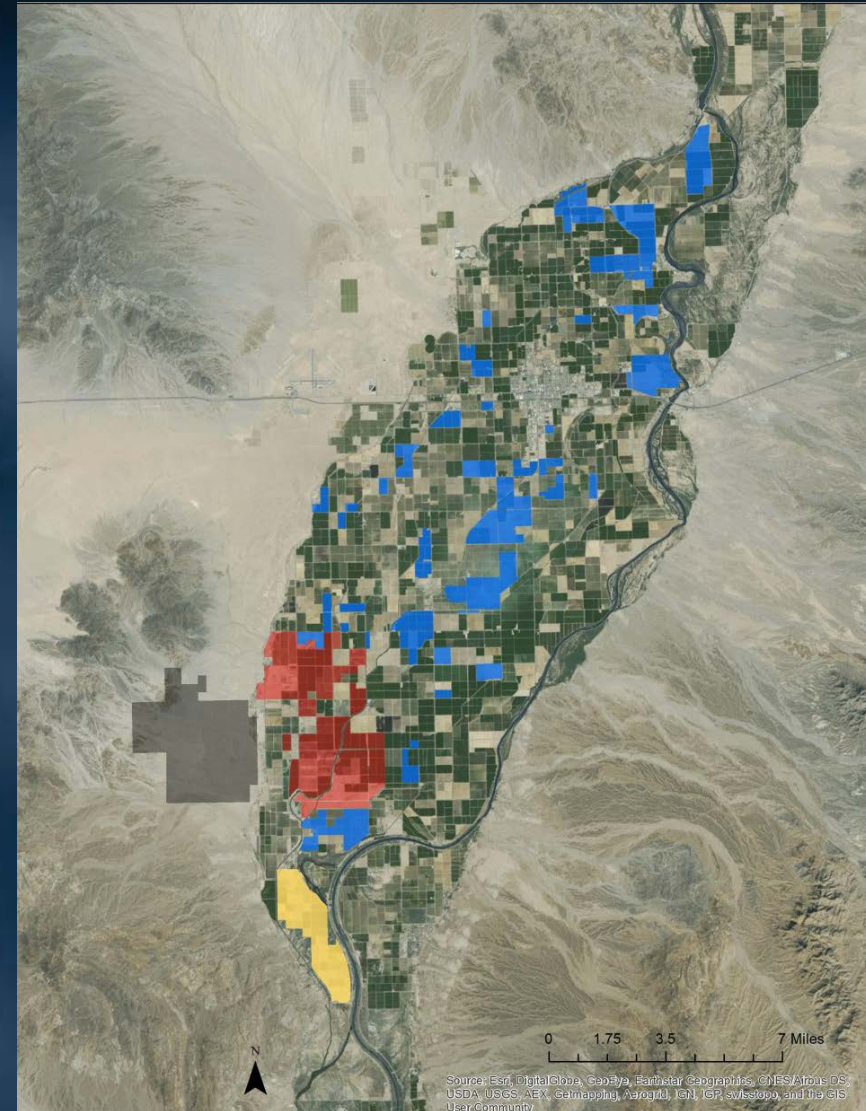 N
0 1.75 3.5 7 Miles
Source: Esri, DigitalGlobe, GeoEye, Earthstar Geographics, CNES/Airbus DS,
USDA, USGS, AEX, Getmapping, Aerogrid, IGN, IGP, swisstopo, and the GIS
User Community